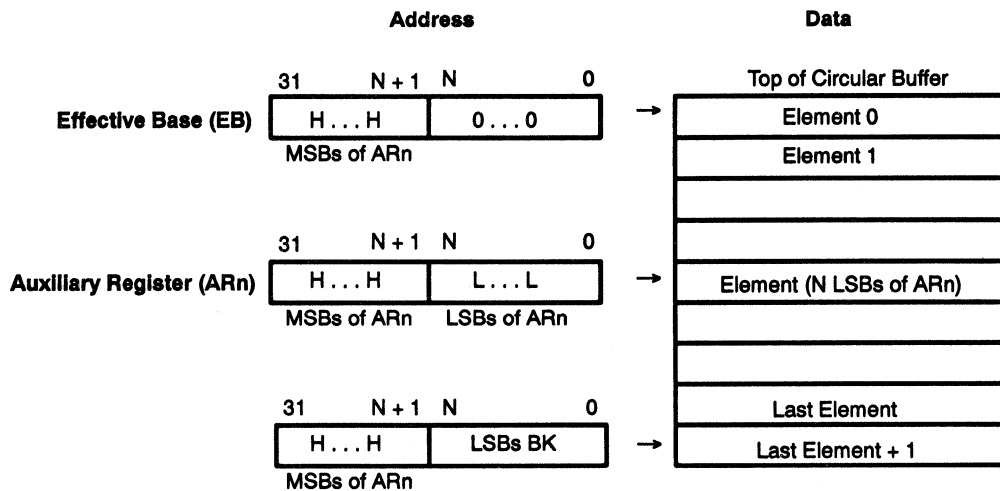 Address Data
31 N + 1 N 0 Top of Circular Buffer
Effective Base (EB) H . . . H 0 . . . 0 Element 0
MSBs of ARn Element 1
31 N + 1 N 0
Auxiliary Register (ARn) H . . . H L . . . L Element (N LSBs of ARn)
MSBs of ARn LSBs of ARn
31 N + 1 N 0 Last Element
H . . . H LSBs BK Last Element + 1
MSBs of ARn